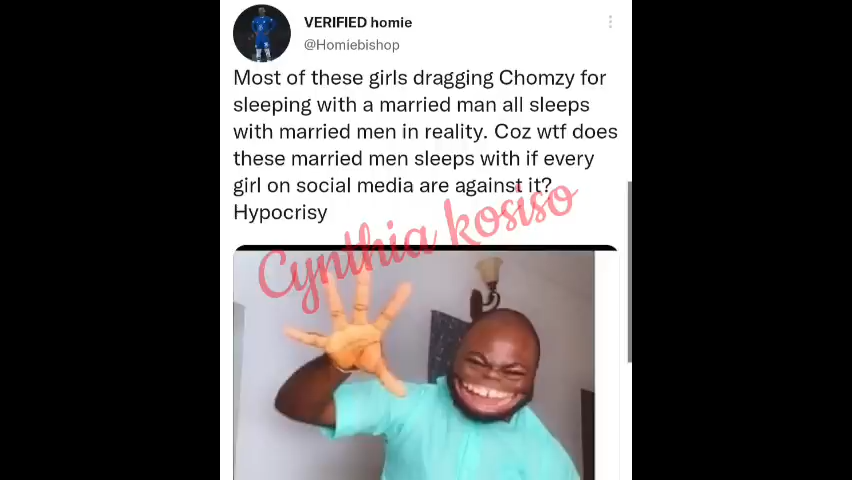 VERIFIED homie
@Homiebishop
Most of these girls dragging Chomzy for
sleeping with a married man all sleeps
with married men in reality. Coz wtf does
these married men sleeps with if every
girl on social media are against it?
Hypocrisy
Cynthia kosiso